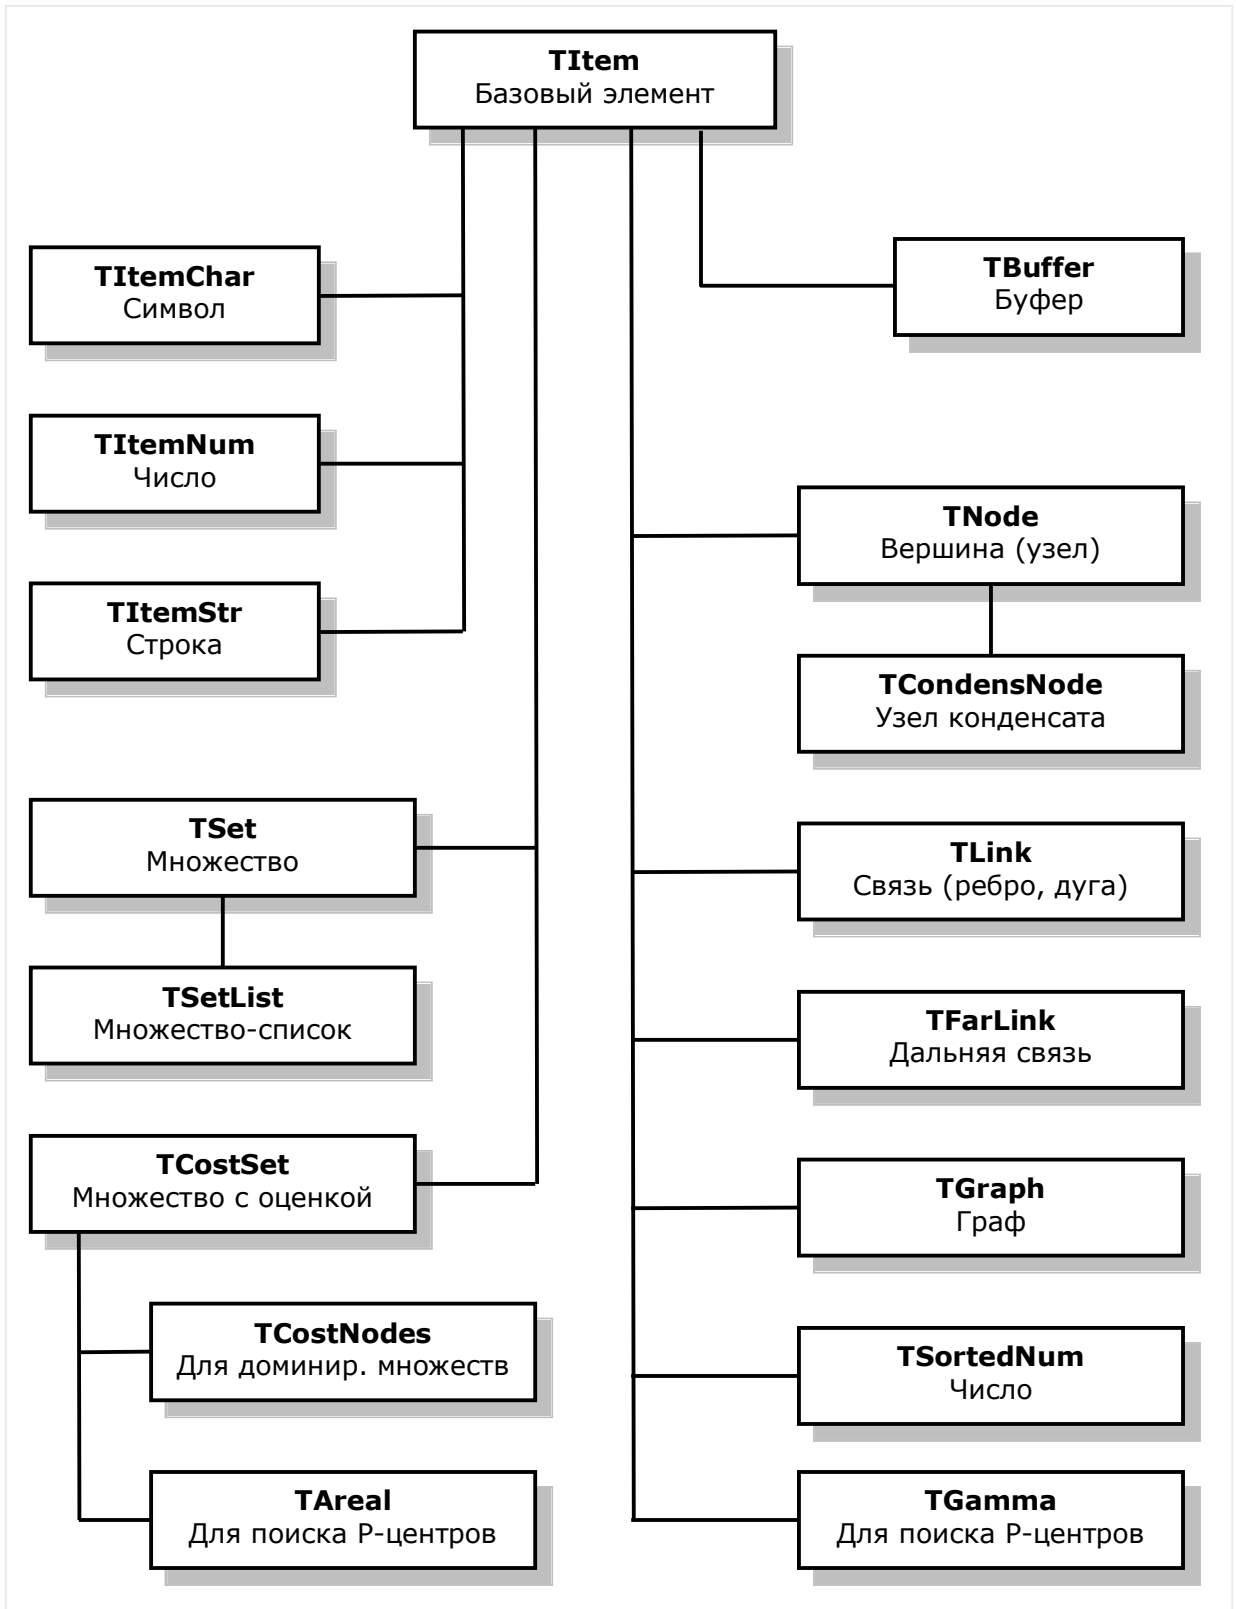 TItem
Базовый элемент
TItemChar
Символ
TBuffer
Буфер
TItemNum
Число
TNode
Вершина (узел)
TItemStr
Строка
TCondensNode
Узел конденсата
TSet
Множество
TLink
Связь (ребро, дуга)
TSetList
Множество-список
TFarLink
Дальняя связь
TCostSet
Множество с оценкой
TGraph
Граф
TCostNodes
Для доминир. множеств
TSortedNum
Число
TAreal
Для поиска P-центров
TGamma
Для поиска P-центров